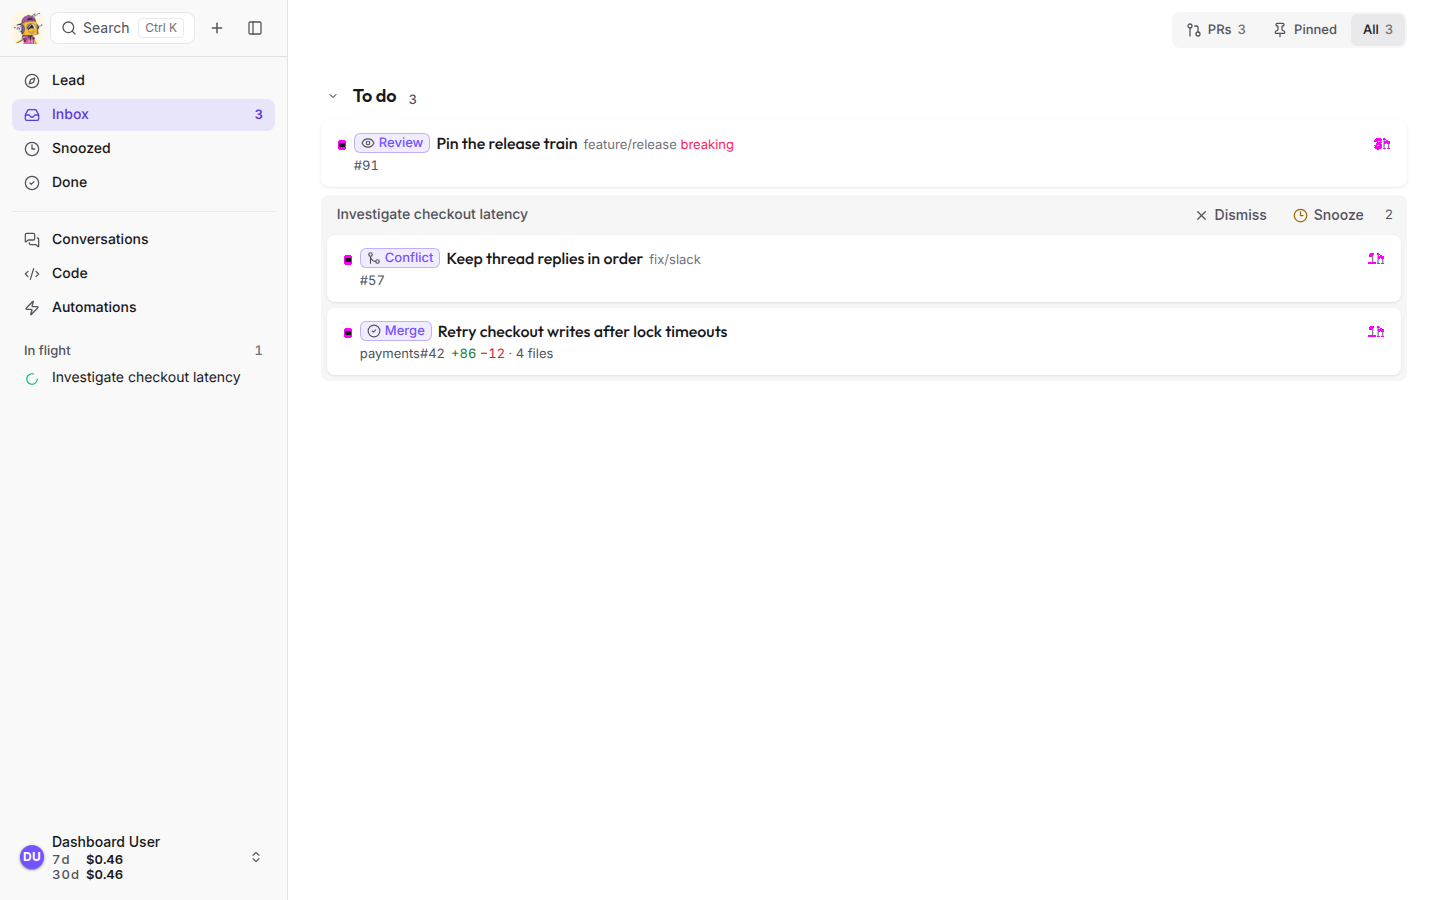 Search Ctrl K
PRs 3 Pinned All 3
Lead
Inbox 3
Snoozed
Done
Conversations
Code
Automations
In flight 1
Investigate checkout latency
To do 3
Review Pin the release train feature/release breaking
#91
Investigate checkout latency Dismiss Snooze 2
Conflict Keep thread replies in order fix/slack 1h
#57
Merge Retry checkout writes after lock timeouts 1h
payments#42 +86 −12 · 4 files
DU Dashboard User
7d $0.46
30d $0.46